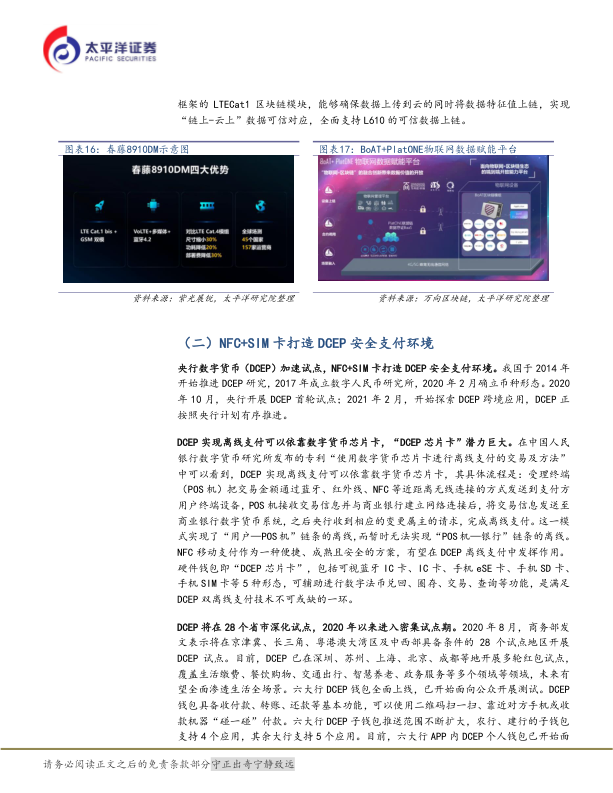 太平洋证券
PACIFIC SECURITIES
框架的 LTECat1 区块链模块，能够确保数据上传到云的同时将数据特征值上链，实现
“链上-云上”数据可信对应，全面支持 L610 的可信数据上链。
图表16：春藤8910DM示意图
图表17：BoAT+PlatONE物联网数据赋能平台
春藤8910DM四大优势
LTE Cat.1 bis +
GSM 双模
VoLTE+多媒体+
蓝牙4.2
对比LTE Cat.4模组
尺寸缩小30%
功耗降低20%
部署费降低30%
全球场测
45个国家
157家运营商
BoAT+ PlatONE 物联网数据赋能平台
资料来源：紫光展锐，太平洋研究院整理
资料来源：万向区块链，太平洋研究院整理
（二）NFC+SIM 卡打造 DCEP 安全支付环境
央行数字货币（DCEP）加速试点，NFC+SIM 卡打造 DCEP 安全支付环境。我国于 2014 年
开始推进 DCEP 研究，2017 年成立数字人民币研究所，2020 年 2 月确立币种形态。2020
年 10 月，央行开展 DCEP 首轮试点；2021 年 2 月，开始探索 DCEP 跨境应用，DCEP 正
按照央行计划有序推进。
DCEP 实现离线支付可以依靠数字货币芯片卡，“DCEP 芯片卡”潜力巨大。在中国人民
银行数字货币研究所发布的专利“使用数字货币芯片卡进行离线支付的交易及方法”
中可以看到，DCEP 实现离线支付可以依靠数字货币芯片卡，其具体流程是：受理终端
（POS 机）把交易金额通过蓝牙、红外线、NFC 等近距离无线连接的方式发送到支付方
用户终端设备，POS 机接收交易信息并与商业银行建立网络连接后，将交易信息发送至
商业银行数字货币系统，之后央行收到相应的变更属主的请求，完成离线支付。这一模
式实现了“用户—POS 机”链条的离线，而暂时无法实现“POS 机—银行”链条的离线。
NFC 移动支付作为一种便捷、成熟且安全的方案，有望在 DCEP 离线支付中发挥作用。
硬件钱包即“DCEP 芯片卡”，包括可视蓝牙 IC 卡、IC 卡、手机 eSE 卡、手机 SD 卡、
手机 SIM 卡等 5 种形态，可辅助进行数字法币兑回、圈存、交易、查询等功能，是满足
DCEP 双离线支付技术不可或缺的一环。
DCEP 将在 28 个省市深化试点，2020 年以来进入密集试点期。2020 年 8 月，商务部发
文表示将在京津冀、长三角、粤港澳大湾区及中西部具备条件的 28 个试点地区开展
DCEP 试点。目前，DCEP 已在深圳、苏州、上海、北京、成都等地开展多轮红包试点，
覆盖生活缴费、餐饮购物、交通出行、智慧养老、政务服务等多个领域等领域，未来有
望全面渗透生活全场景。六大行 DCEP 钱包全面上线，已开始面向公众开展测试。DCEP
钱包具备收付款、转账、还款等基本功能，可以使用二维码扫一扫、靠近对方手机或收
款机器“碰一碰”付款。六大行 DCEP 子钱包推送范围不断扩大，农行、建行的子钱包
支持 4 个应用，其余大行支持 5 个应用。目前，六大行 APP 内 DCEP 个人钱包已开始面
请务必阅读正文之后的免责条款部分守正出奇宁静致远